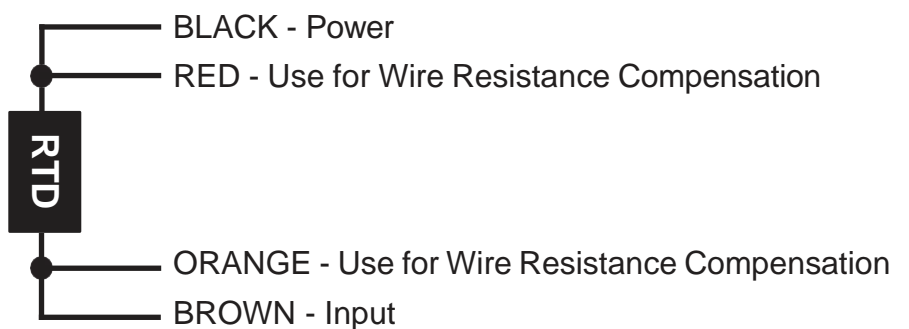 BLACK - Power
RED - Use for Wire Resistance Compensation
RTD
ORANGE - Use for Wire Resistance Compensation
BROWN - Input